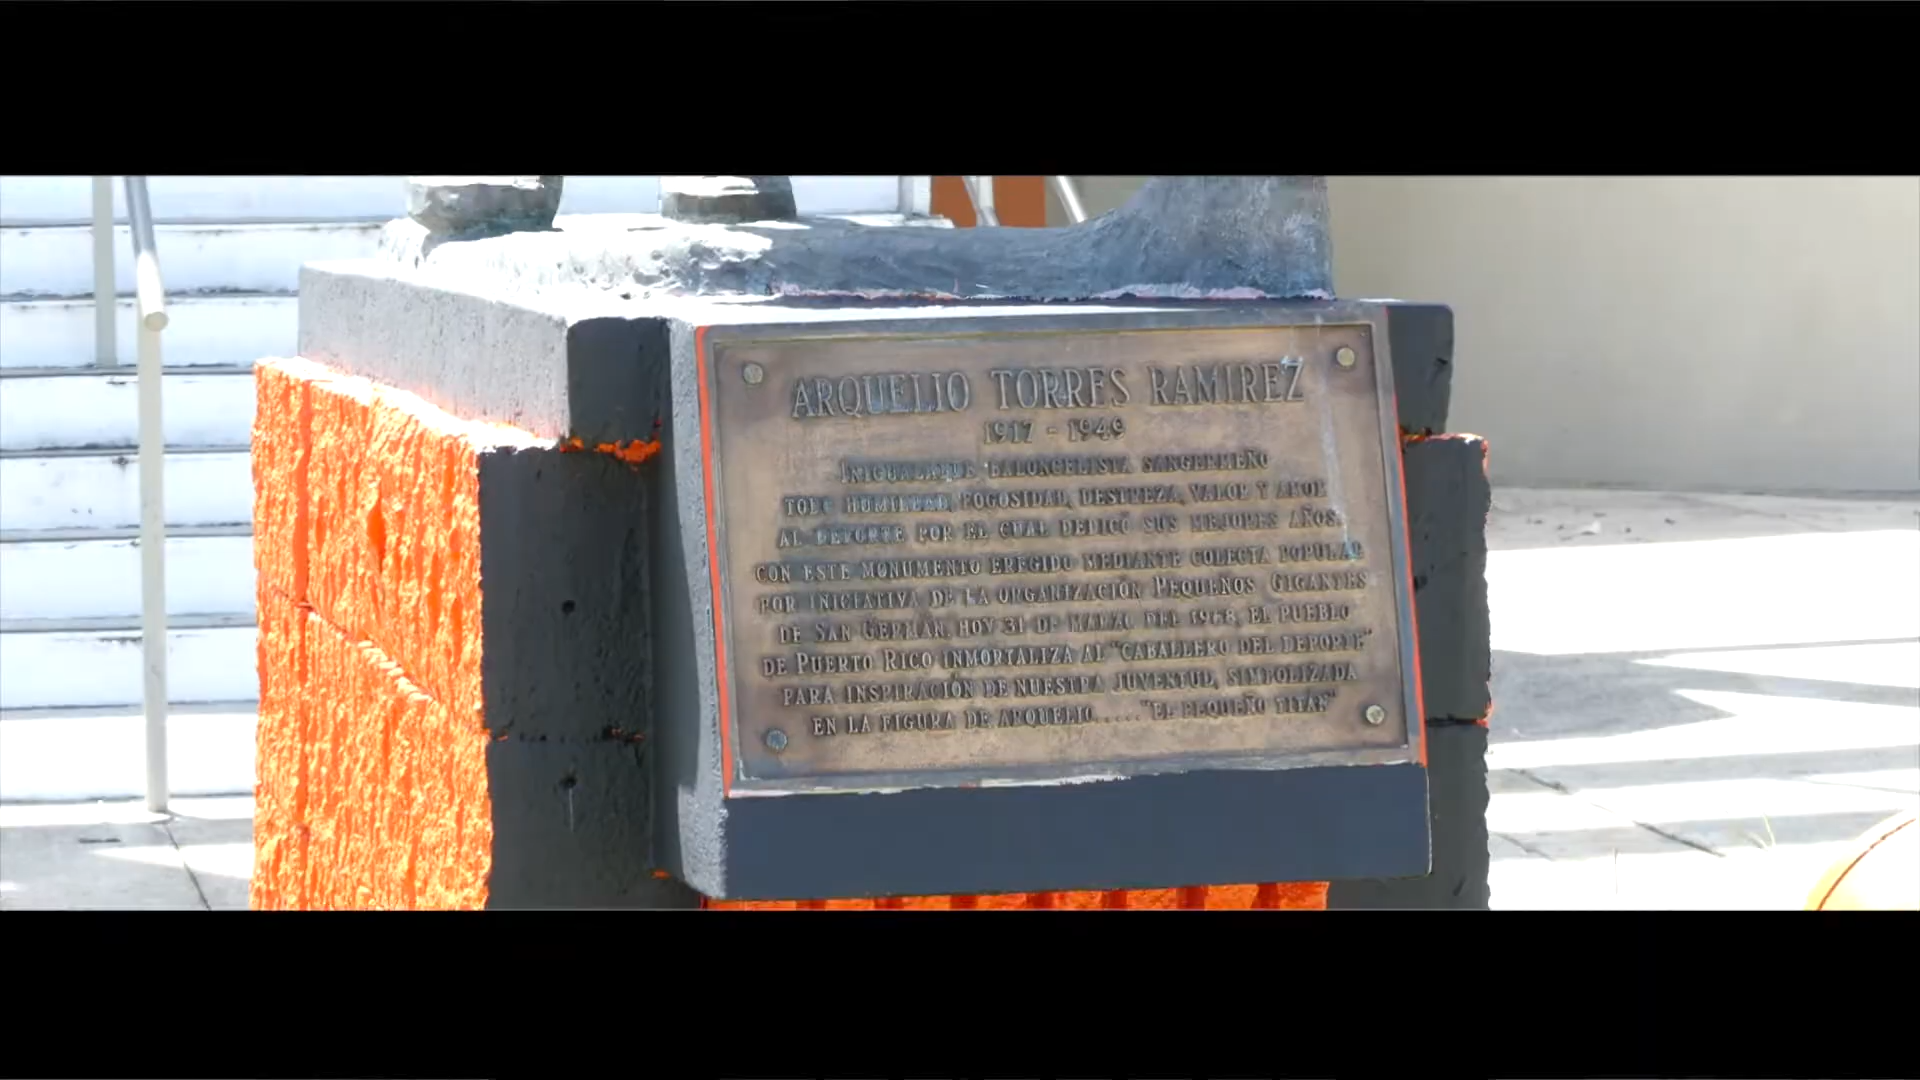 ARQUELIO TORRES RAMIREZ
1917 - 1949
INIGUALABLE BALONCELISTA SANGERMEÑO
TODO HUMILDAD, FOGOSIDAD, DESTREZA, VALOR Y AMOR
AL DEPORTE POR EL CUAL DEDICÓ SUS MEJORES AÑOS.
CON ESTE MONUMENTO ERÉGIDO MEDIANTE COLECTA POPULAR
POR INICIATIVA DE LA ORGANIZACIÓN PEQUEÑOS GIGANTES
DE SAN GERMÁN, HOY 31 DE MARZO DEL 1968, EL PUEBLO
DE PUERTO RICO INMORTALIZA AL "CABALLERO DEL DEPORTE"
PARA INSPIRACIÓN DE NUESTRA JUVENTUD, SIMBOLIZADA
EN LA FIGURA DE ARQUELIO....."EL PEQUEÑO TITÁN"